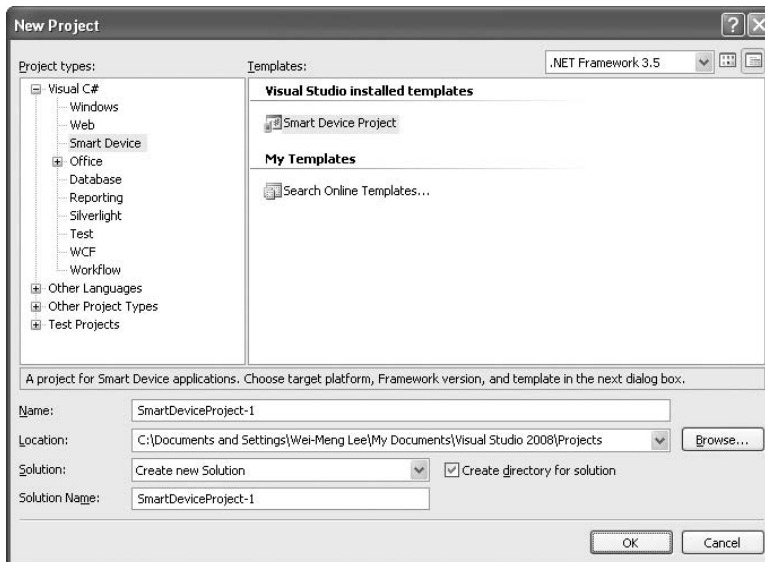 New Project
Project types:
Templates:
.NET Framework 3.5
Visual C#
Windows
Web
Smart Device
Office
Database
Reporting
Silverlight
Test
WCF
Workflow
Other Languages
Other Project Types
Test Projects
Visual Studio installed templates
Smart Device Project
My Templates
Search Online Templates...
A project for Smart Device applications. Choose target platform, Framework version, and template in the next dialog box.
Name:
SmartDeviceProject-1
Location:
C:\Documents and Settings\Wei-Meng Lee\My Documents\Visual Studio 2008\Projects
Browse...
Solution:
Create new Solution
Create directory for solution
Solution Name:
SmartDeviceProject-1
OK
Cancel